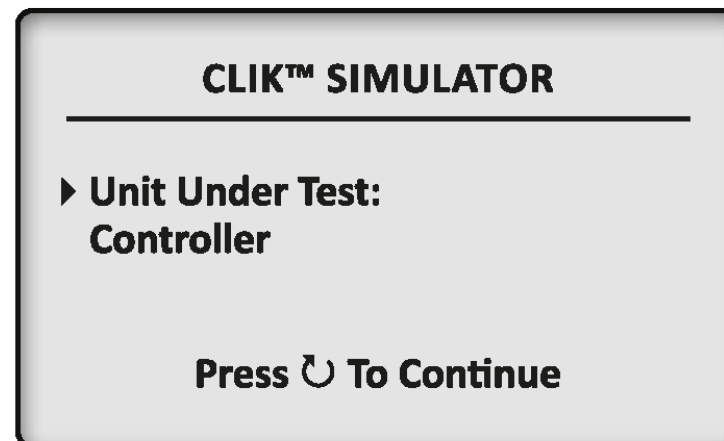 CLIK™ SIMULATOR
Unit Under Test:
Controller
Press ↻ To Continue